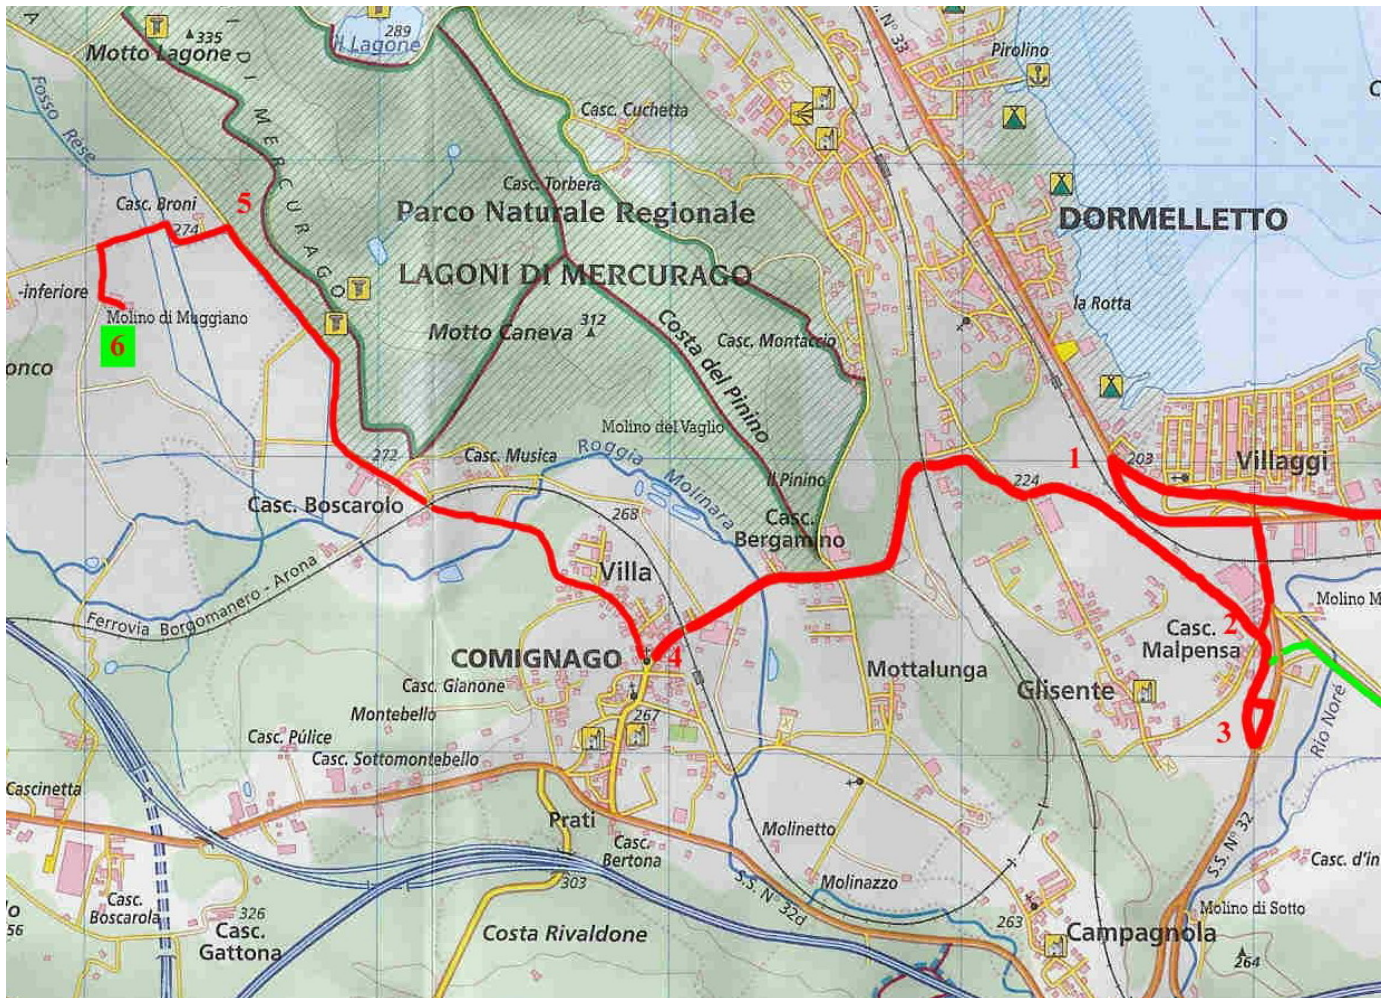 289
335
Motto Lagone
Il Lagone
S. N° 33
Pirolino
DI MERCURAGO
Fosso Rese
Casc. Cuchetta
Casc. Torbera
Casc. Broni
274
5
Parco Naturale Regionale
DORMELLETTO
LAGONI DI MERCURAGO
-inferiore
Molino di Muggiano
6
la Rotta
Motto Caneva
312
Costa del Pinino
Casc. Montaccio
onco
Molino del Vaglio
272
Casc. Musica
Roggia Molinara
Il Pinino
1
203
Villaggi
224
Casc. Boscarolo
268
Casc.
Bergamino
Villa
Ferrovia Borgomanero - Arona
Molino M
2
Casc.
Malpensa
COMIGNAGO
4
Mottalunga
Glisente
Casc. Gianone
Montebello
267
3
Rio Noré
Casc. Púlice
Casc. Sottomontebello
Cascinetta
Prati
Casc.
Bertona
Molinetto
S.S. N° 32
Casc. d'in
303
Molinazzo
S.S. N° 32d
Casc.
Boscarola
lo
56
326
Casc.
Gattona
Costa Rivaldone
263
Campagnola
Molino di Sotto
264